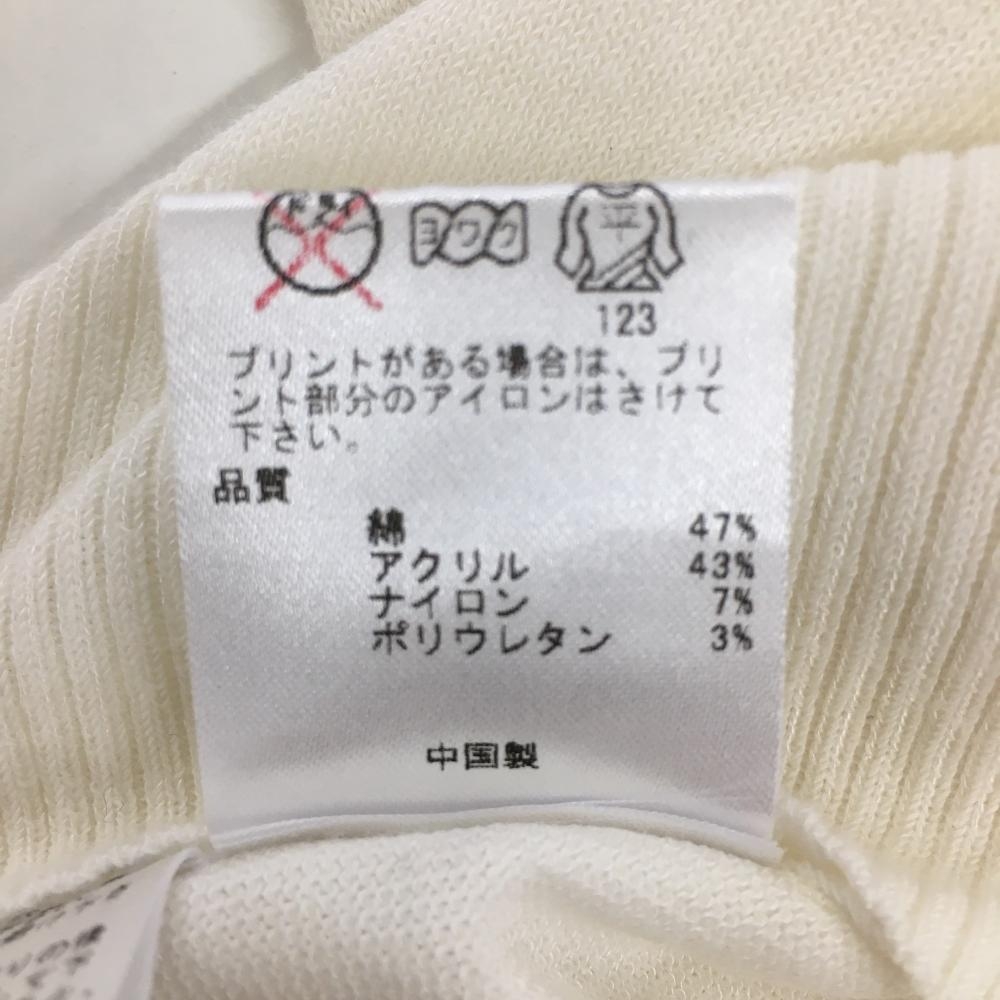 ヨワク
平
123
プリントがある場合は、プリ
ント部分のアイロンはさけて
下さい。
品質
綿 47%
アクリル 43%
ナイロン 7%
ポリウレタン 3%
中国製